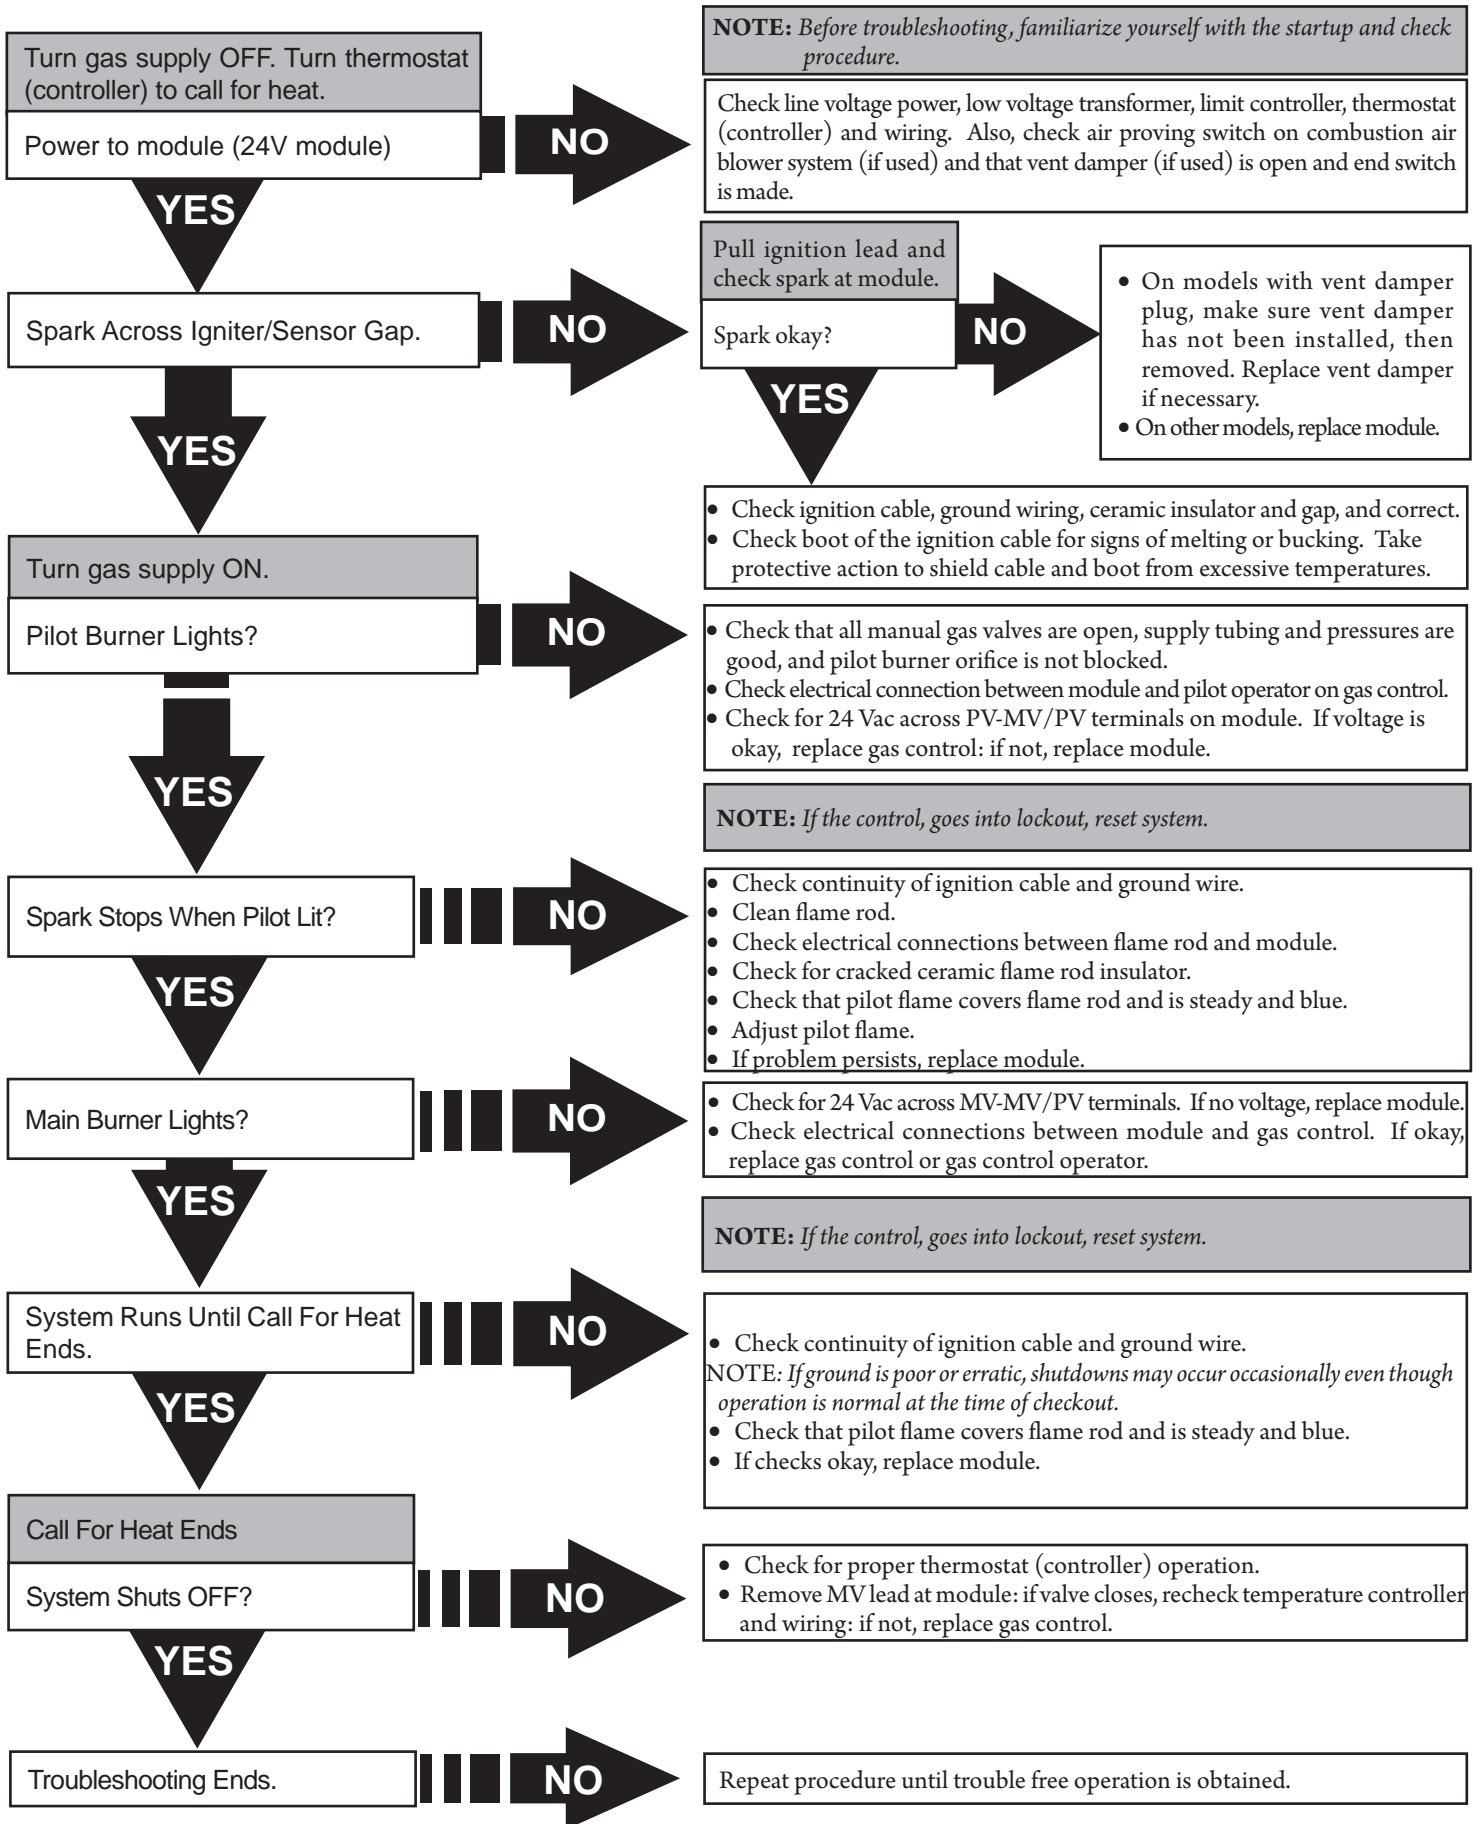 NOTE: Before troubleshooting, familiarize yourself with the startup and check
procedure.
Turn gas supply OFF. Turn thermostat
(controller) to call for heat.
Power to module (24V module)
NO
Check line voltage power, low voltage transformer, limit controller, thermostat
(controller) and wiring. Also, check air proving switch on combustion air
blower system (if used) and that vent damper (if used) is open and end switch
is made.
YES
Spark Across Igniter/Sensor Gap.
NO
Pull ignition lead and
check spark at module.
Spark okay?
NO
• On models with vent damper
plug, make sure vent damper
has not been installed, then
removed. Replace vent damper
if necessary.
• On other models, replace module.
YES
• Check ignition cable, ground wiring, ceramic insulator and gap, and correct.
• Check boot of the ignition cable for signs of melting or bucking. Take
protective action to shield cable and boot from excessive temperatures.
YES
Turn gas supply ON.
Pilot Burner Lights?
NO
• Check that all manual gas valves are open, supply tubing and pressures are
good, and pilot burner orifice is not blocked.
• Check electrical connection between module and pilot operator on gas control.
• Check for 24 Vac across PV-MV/PV terminals on module. If voltage is
okay, replace gas control: if not, replace module.
YES
NOTE: If the control, goes into lockout, reset system.
Spark Stops When Pilot Lit?
NO
• Check continuity of ignition cable and ground wire.
• Clean flame rod.
• Check electrical connections between flame rod and module.
• Check for cracked ceramic flame rod insulator.
• Check that pilot flame covers flame rod and is steady and blue.
• Adjust pilot flame.
• If problem persists, replace module.
YES
Main Burner Lights?
NO
• Check for 24 Vac across MV-MV/PV terminals. If no voltage, replace module.
• Check electrical connections between module and gas control. If okay,
replace gas control or gas control operator.
YES
NOTE: If the control, goes into lockout, reset system.
System Runs Until Call For Heat
Ends.
NO
• Check continuity of ignition cable and ground wire.
NOTE: If ground is poor or erratic, shutdowns may occur occasionally even though
operation is normal at the time of checkout.
• Check that pilot flame covers flame rod and is steady and blue.
• If checks okay, replace module.
YES
Call For Heat Ends
System Shuts OFF?
NO
• Check for proper thermostat (controller) operation.
• Remove MV lead at module: if valve closes, recheck temperature controller
and wiring: if not, replace gas control.
YES
Troubleshooting Ends.
NO
Repeat procedure until trouble free operation is obtained.